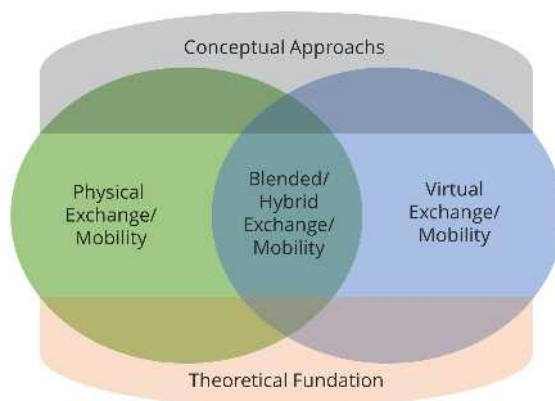 Conceptual Approachs
Physical
Exchange/
Mobility
Blended/
Hybrid
Exchange/
Mobility
Virtual
Exchange/
Mobility
Theoretical Fundation